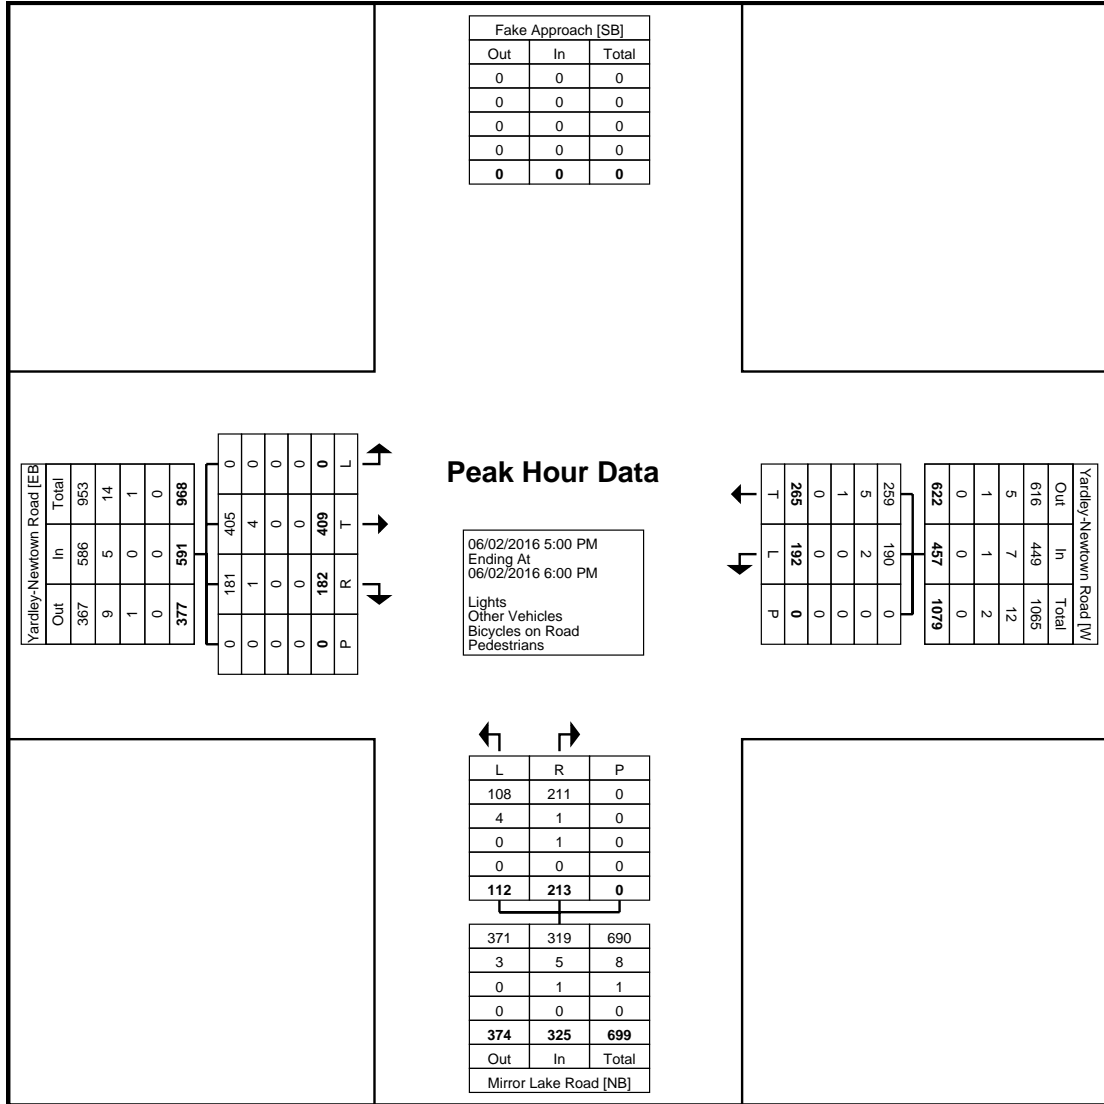 Fake Approach [SB]
Out In Total
0 0 0
0 0 0
0 0 0
0 0 0
0 0 0
Yardley-Newtown Road [EB
Total 953 14 1 0 968
In 586 5 0 0 591
Out 367 9 1 0 377
0 0 0 0 0 L
405 4 0 0 409 T
181 1 0 0 182 R
0 0 0 0 0 P
Peak Hour Data
06/02/2016 5:00 PM
Ending At
06/02/2016 6:00 PM
Lights
Other Vehicles
Bicycles on Road
Pedestrians
T 265 0 1 5 259
L 192 0 0 2 190
P 0 0 0 0 0
Yardley-Newtown Road [W
622 0 1 5 616 Out
457 0 1 7 449 In
1079 0 2 12 1065 Total
L R P
108 211 0
4 1 0
0 1 0
0 0 0
112 213 0
371 319 690
3 5 8
0 1 1
0 0 0
374 325 699
Out In Total
Mirror Lake Road [NB]